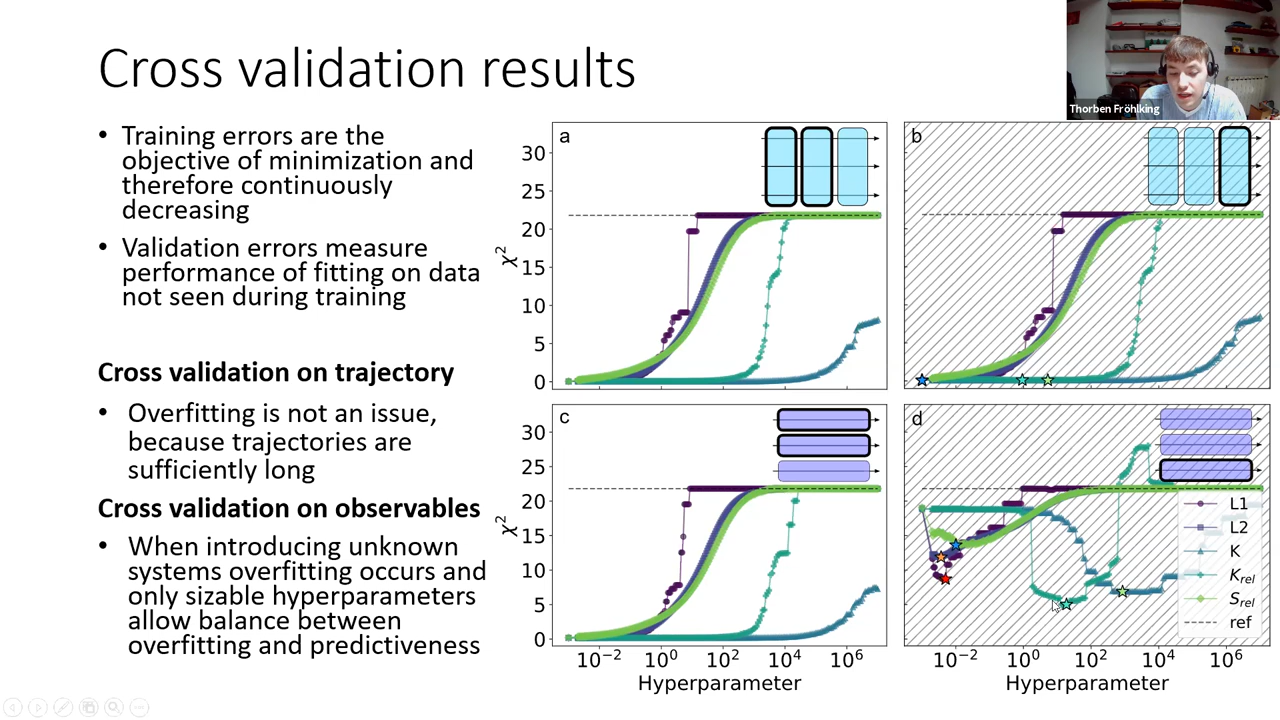 Cross validation results
Thorben Fröhlking
• Training errors are the
objective of minimization and
therefore continuously
decreasing
• Validation errors measure
performance of fitting on data
not seen during training
Cross validation on trajectory
• Overfitting is not an issue,
because trajectories are
sufficiently long
Cross validation on observables
• When introducing unknown
systems overfitting occurs and
only sizable hyperparameters
allow balance between
overfitting and predictiveness
a
30
25
20
15
10
5
0
χ²
b
c
30
25
20
15
10
5
0
χ²
10⁻² 10⁰ 10² 10⁴ 10⁶
Hyperparameter
d
L1
L2
K
K_rel
S_rel
ref
10⁻² 10⁰ 10² 10⁴ 10⁶
Hyperparameter